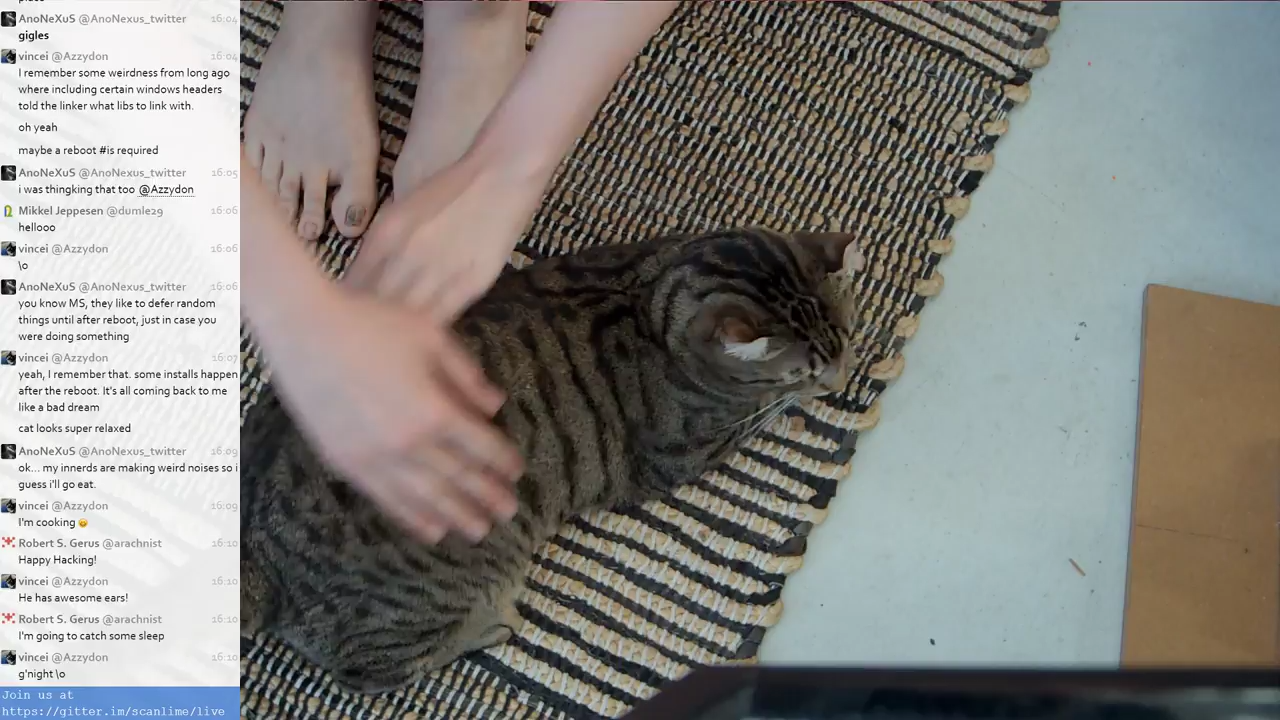 AnoNeXuS @AnoNexus_twitter 16:04
gigles
vincei @Azzydon 16:04
I remember some weirdness from long ago
where including certain windows headers
told the linker what libs to link with.
oh yeah
maybe a reboot #is required
AnoNeXuS @AnoNexus_twitter 16:05
i was thingking that too @Azzydon
Mikkel Jeppesen @dumle29 16:06
hellooo
vincei @Azzydon 16:06
\o
AnoNeXuS @AnoNexus_twitter 16:06
you know MS, they like to defer random
things until after reboot, just in case you
were doing something
vincei @Azzydon 16:07
yeah, I remember that. some installs happen
after the reboot. It's all coming back to me
like a bad dream
cat looks super relaxed
AnoNeXuS @AnoNexus_twitter 16:09
ok... my innerds are making weird noises so i
guess i'll go eat.
vincei @Azzydon 16:09
I'm cooking
Robert S. Gerus @arachnist 16:10
Happy Hacking!
vincei @Azzydon 16:10
He has awesome ears!
Robert S. Gerus @arachnist 16:10
I'm going to catch some sleep
vincei @Azzydon 16:10
g'night \o
Join us at
https://gitter.im/scanlime/live